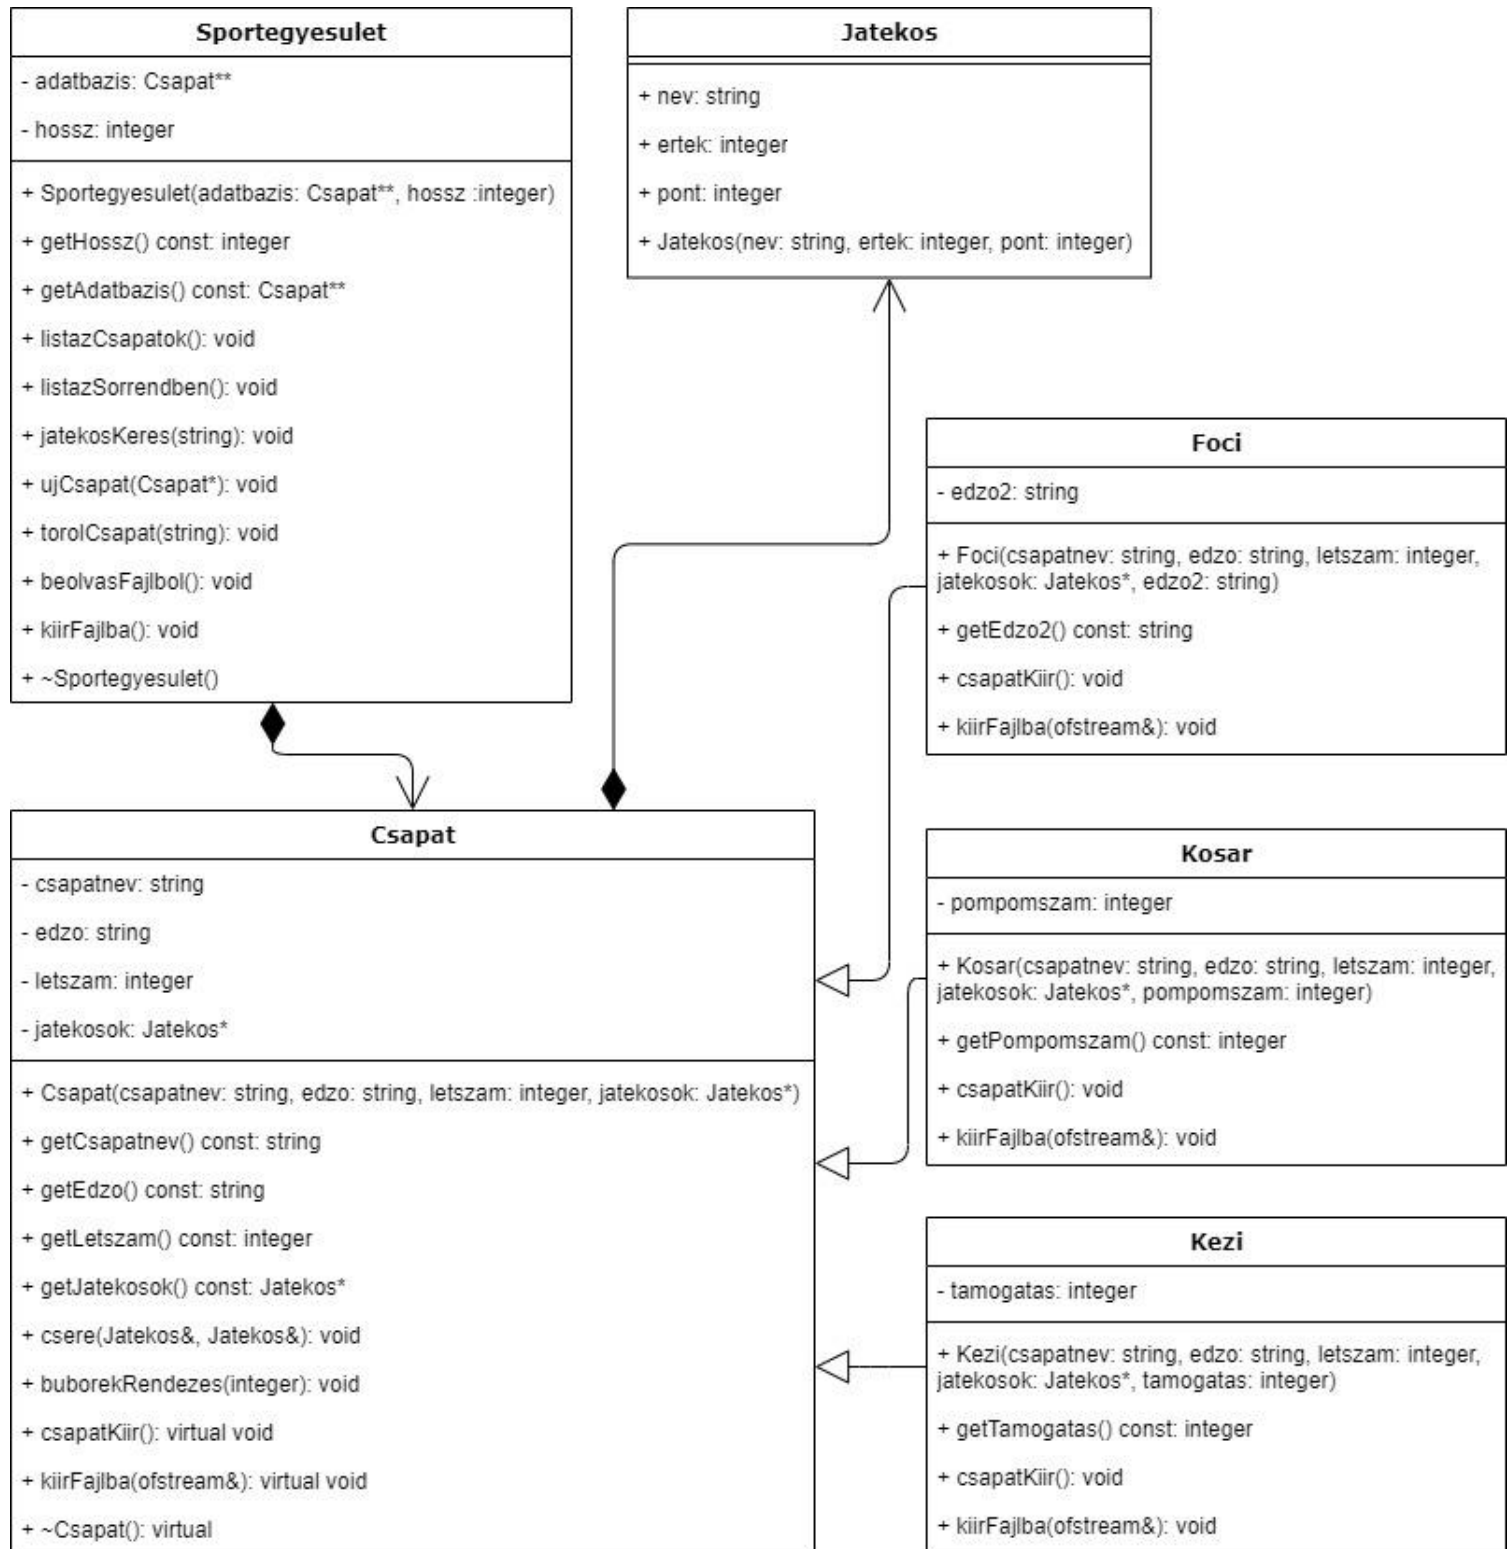 Sportegyesulet
- adatbazis: Csapat**
- hossz: integer
+ Sportegyesulet(adatbazis: Csapat**, hossz :integer)
+ getHossz() const: integer
+ getAdatbazis() const: Csapat**
+ listazCsapatok(): void
+ listazSorrendben(): void
+ jatekosKeres(string): void
+ ujCsapat(Csapat*): void
+ torolCsapat(string): void
+ beolvasFajlbol(): void
+ kiirFajlba(): void
+ ~Sportegyesulet()
Jatekos
+ nev: string
+ ertek: integer
+ pont: integer
+ Jatekos(nev: string, ertek: integer, pont: integer)
Foci
- edzo2: string
+ Foci(csapatnev: string, edzo: string, letszam: integer,
jatekosok: Jatekos*, edzo2: string)
+ getEdzo2() const: string
+ csapatKiir(): void
+ kiirFajlba(ofstream&): void
Csapat
- csapatnev: string
- edzo: string
- letszam: integer
- jatekosok: Jatekos*
+ Csapat(csapatnev: string, edzo: string, letszam: integer, jatekosok: Jatekos*)
+ getCsapatnev() const: string
+ getEdzo() const: string
+ getLetszam() const: integer
+ getJatekosok() const: Jatekos*
+ csere(Jatekos&, Jatekos&): void
+ buborekRendezes(integer): void
+ csapatKiir(): virtual void
+ kiirFajlba(ofstream&): virtual void
+ ~Csapat(): virtual
Kosar
- pompomszam: integer
+ Kosar(csapatnev: string, edzo: string, letszam: integer,
jatekosok: Jatekos*, pompomszam: integer)
+ getPompomszam() const: integer
+ csapatKiir(): void
+ kiirFajlba(ofstream&): void
Kezi
- tamogatas: integer
+ Kezi(csapatnev: string, edzo: string, letszam: integer,
jatekosok: Jatekos*, tamogatas: integer)
+ getTamogatas() const: integer
+ csapatKiir(): void
+ kiirFajlba(ofstream&): void